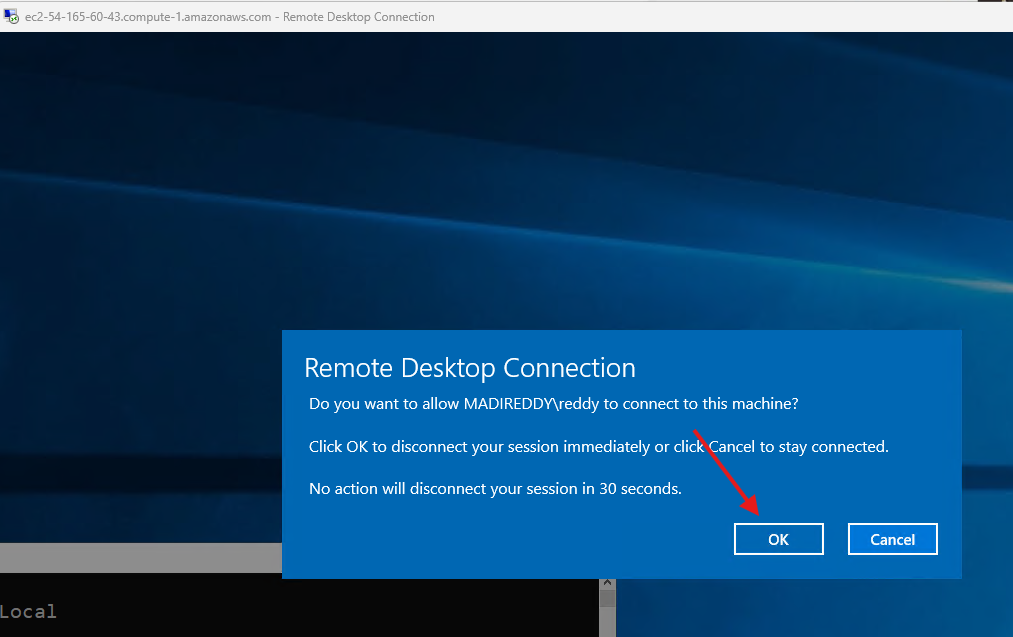 ec2-54-165-60-43.compute-1.amazonaws.com - Remote Desktop Connection
Remote Desktop Connection
Do you want to allow MADIREDDY\reddy to connect to this machine?
Click OK to disconnect your session immediately or click Cancel to stay connected.
No action will disconnect your session in 30 seconds.
OK
Cancel
Local